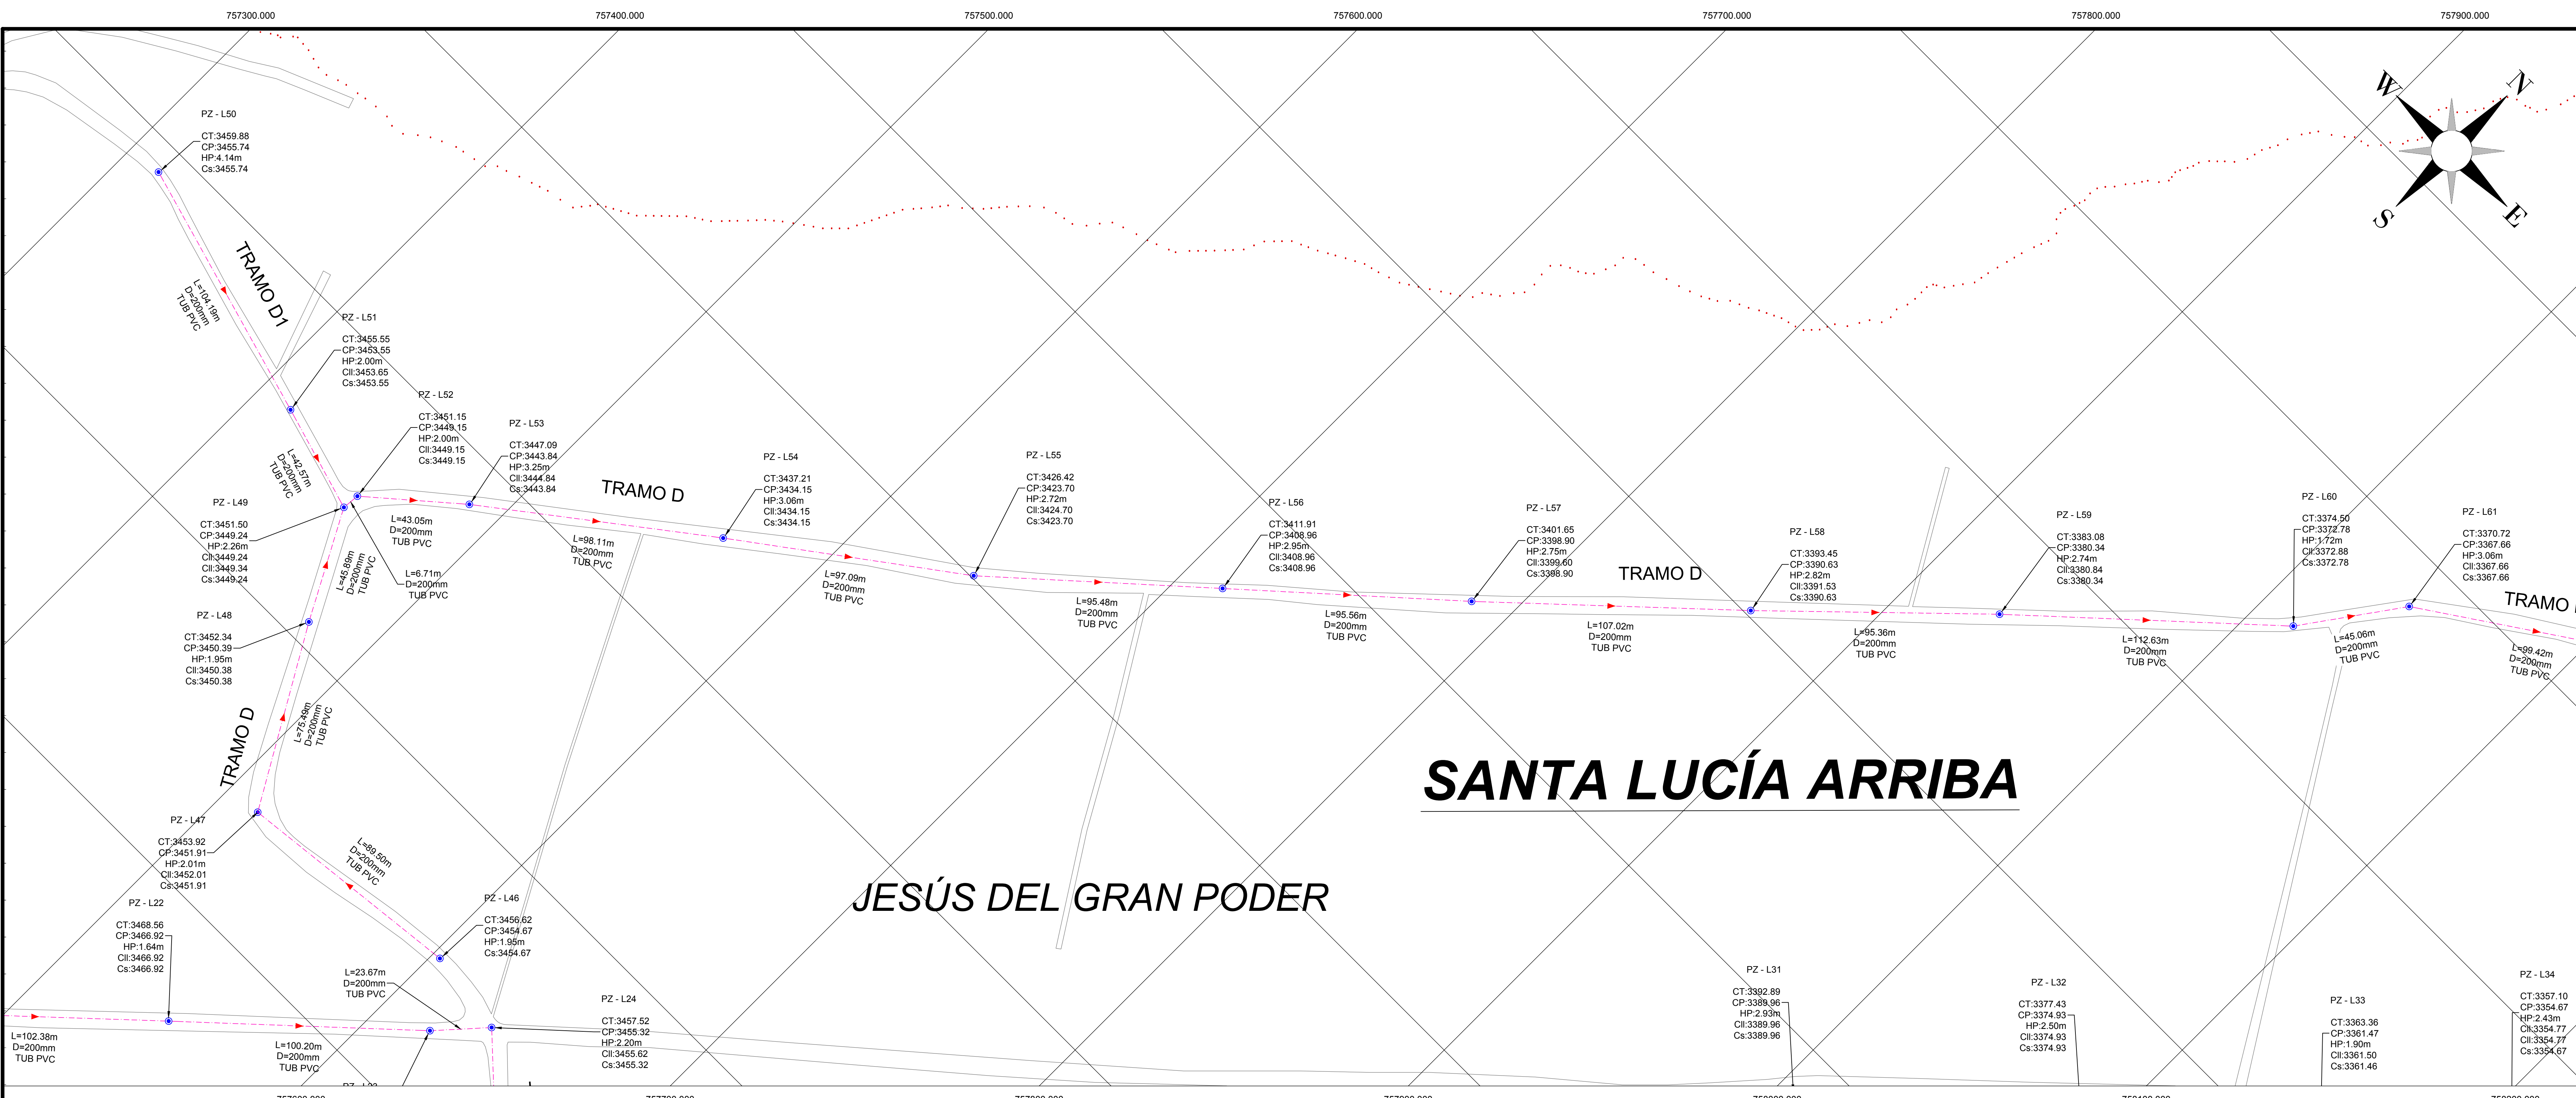 757300.000
757400.000
757500.000
757600.000
757700.000
757800.000
757900.000
W
N
S
E
PZ - L50
CT:3459.88
CP:3455.74
HP:4.14m
Cs:3455.74
TRAMO D1
L=104.19m
D=200mm
TUB PVC
PZ - L51
CT:3455.55
CP:3453.55
HP:2.00m
CII:3453.65
Cs:3453.55
PZ - L52
CT:3451.15
CP:3449.15
HP:2.00m
CII:3449.15
Cs:3449.15
L=42.57m
D=200mm
TUB PVC
PZ - L53
CT:3447.09
CP:3443.84
HP:3.25m
CII:3444.84
Cs:3443.84
TRAMO D
PZ - L54
CT:3437.21
CP:3434.15
HP:3.06m
CII:3434.15
Cs:3434.15
PZ - L55
CT:3426.42
CP:3423.70
HP:2.72m
CII:3424.70
Cs:3423.70
PZ - L56
CT:3411.91
CP:3408.96
HP:2.95m
CII:3408.96
Cs:3408.96
PZ - L57
CT:3401.65
CP:3398.90
HP:2.75m
CII:3399.60
Cs:3398.90
TRAMO D
PZ - L58
CT:3393.45
CP:3390.63
HP:2.82m
CII:3391.53
Cs:3390.63
PZ - L59
CT:3383.08
CP:3380.34
HP:2.74m
CII:3380.84
Cs:3380.34
PZ - L60
CT:3374.50
CP:3372.78
HP:1.72m
CII:3372.88
Cs:3372.78
PZ - L61
CT:3370.72
CP:3367.66
HP:3.06m
CII:3367.66
Cs:3367.66
TRAMO
PZ - L49
CT:3451.50
CP:3449.24
HP:2.26m
CII:3449.24
CII:3449.34
Cs:3449.24
L=43.05m
D=200mm
TUB PVC
L=98.11m
D=200mm
TUB PVC
L=45.89m
D=200mm
TUB PVC
L=6.71m
D=200mm
TUB PVC
L=97.09m
D=200mm
TUB PVC
L=95.48m
D=200mm
TUB PVC
L=95.56m
D=200mm
TUB PVC
L=107.02m
D=200mm
TUB PVC
L=95.36m
D=200mm
TUB PVC
L=112.63m
D=200mm
TUB PVC
L=45.06m
D=200mm
TUB PVC
L=99.42m
D=200mm
TUB PVC
PZ - L48
CT:3452.34
CP:3450.39
HP:1.95m
CII:3450.38
Cs:3450.38
L=75.49m
D=200mm
TUB PVC
TRAMO D
SANTA LUCÍA ARRIBA
PZ - L47
CT:3453.92
CP:3451.91
HP:2.01m
CII:3452.01
Cs:3451.91
L=89.50m
D=200mm
TUB PVC
JESÚS DEL GRAN PODER
PZ - L22
CT:3468.56
CP:3466.92
HP:1.64m
CII:3466.92
Cs:3466.92
PZ - L46
CT:3456.62
CP:3454.67
HP:1.95m
Cs:3454.67
L=23.67m
D=200mm
TUB PVC
PZ - L24
CT:3457.52
CP:3455.32
HP:2.20m
CII:3455.62
Cs:3455.32
PZ - L31
CT:3392.89
CP:3389.96
HP:2.93m
CII:3389.96
Cs:3389.96
PZ - L32
CT:3377.43
CP:3374.93
HP:2.50m
CII:3374.93
Cs:3374.93
PZ - L33
CT:3363.36
CP:3361.47
HP:1.90m
CII:3361.50
Cs:3361.46
PZ - L34
CT:3357.10
CP:3354.67
HP:2.43m
CII:3354.77
CII:3354.77
Cs:3354.67
L=102.38m
D=200mm
TUB PVC
L=100.20m
D=200mm
TUB PVC